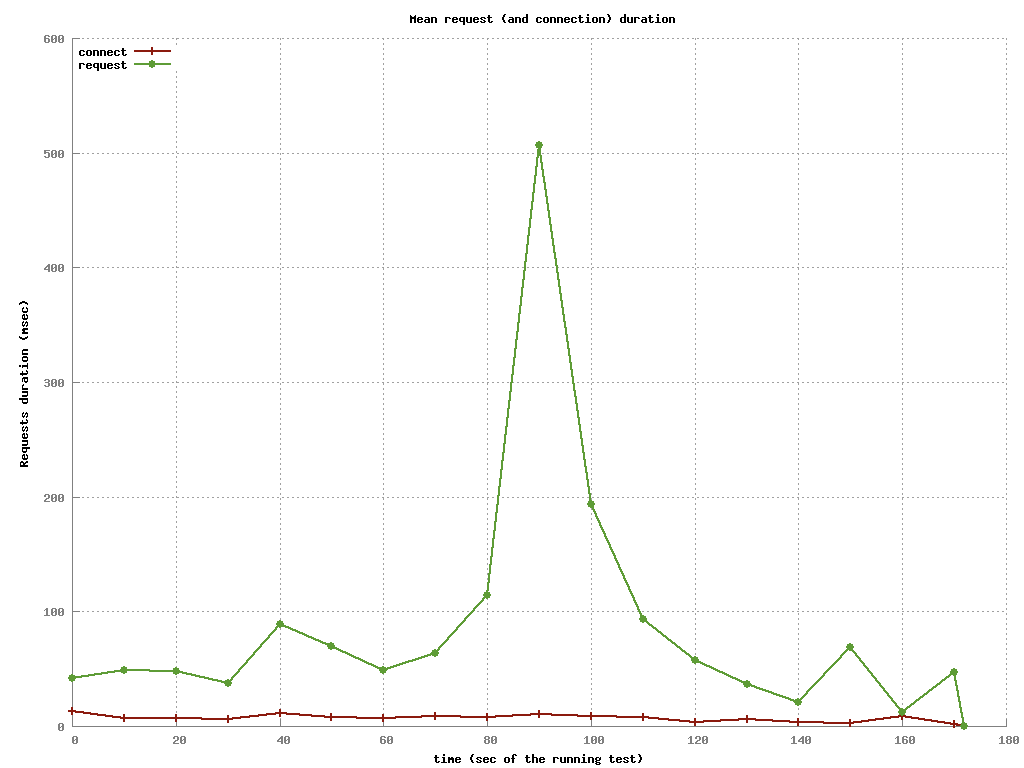 Mean request (and connection) duration
600
connect
request
500
400
300
200
100
0
Requests duration (msec)
0 20 40 60 80 100 120 140 160 180
time (sec of the running test)